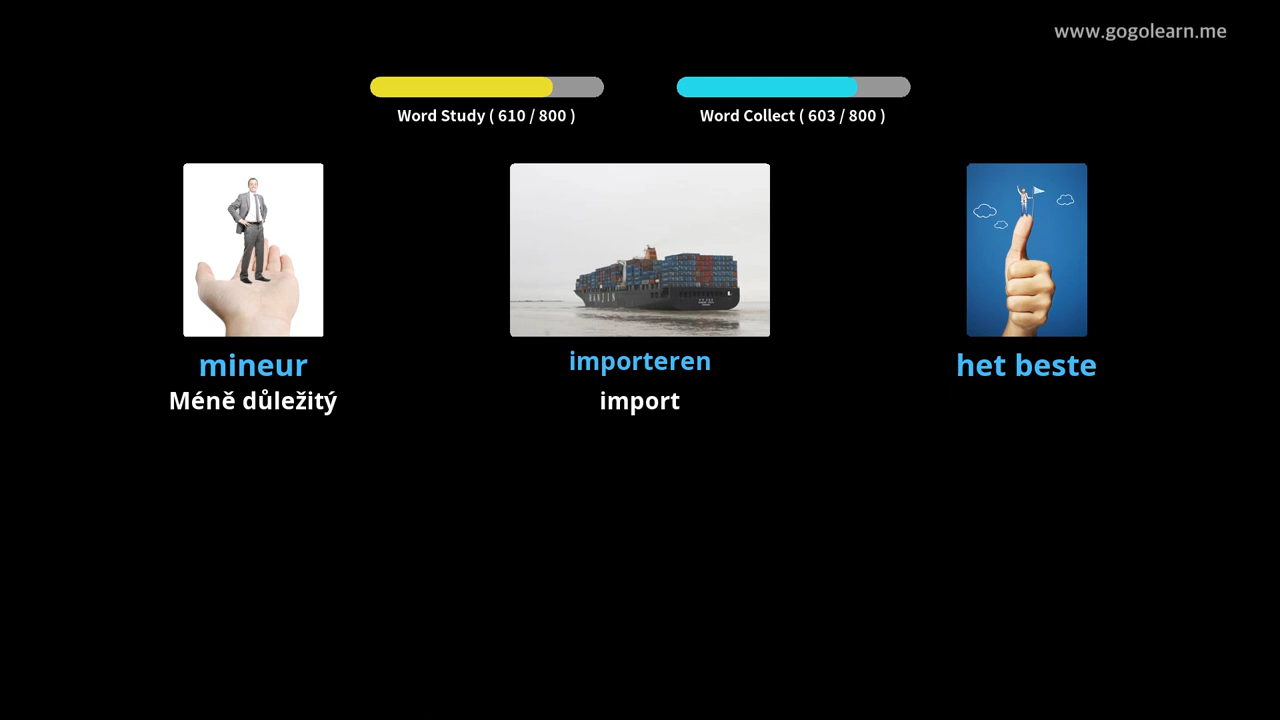 www.gogolearn.me
Word Study ( 610 / 800 )
Word Collect ( 603 / 800 )
mineur
Méně důležitý
importeren
import
het beste